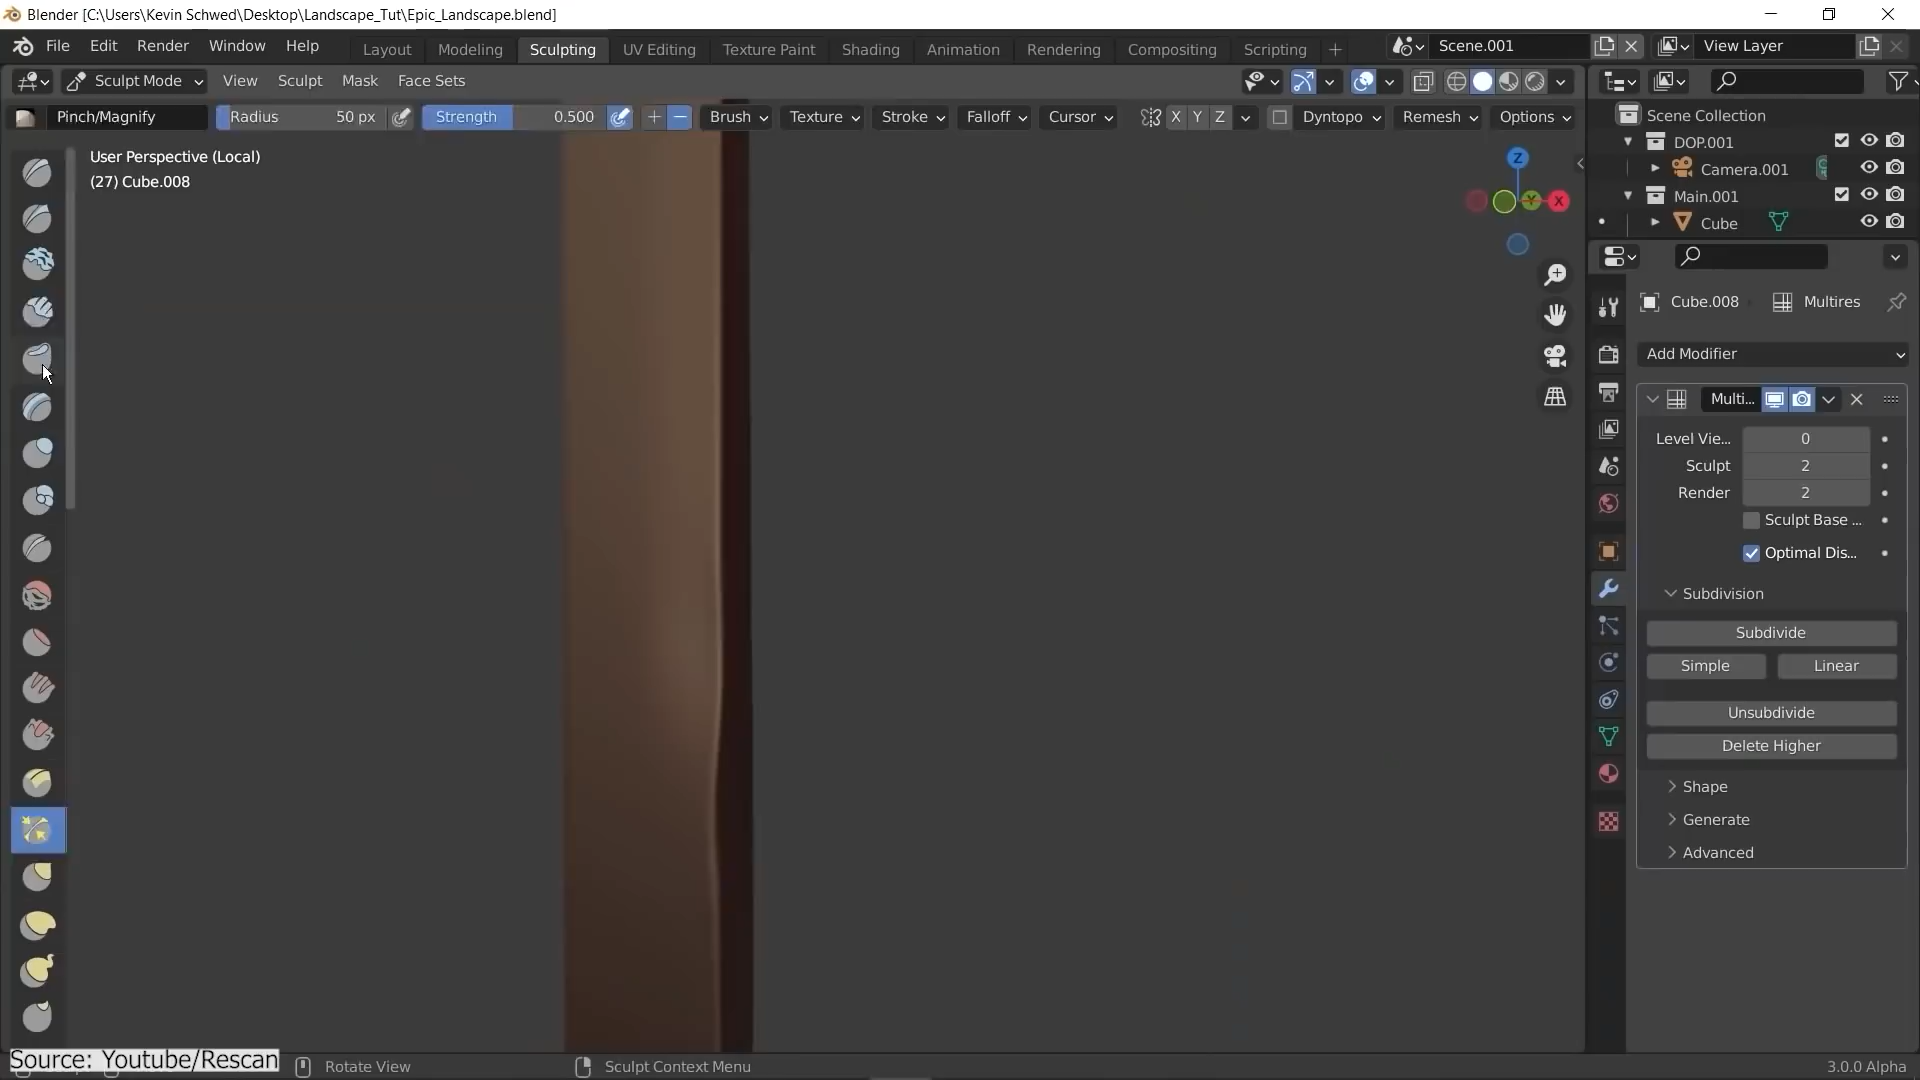 Blender [C:\Users\Kevin Schwed\Desktop\Landscape_Tut\Epic_Landscape.blend]
File Edit Render Window Help Layout Modeling Sculpting UV Editing Texture Paint Shading Animation Rendering Compositing Scripting + Scene.001 View Layer
Sculpt Mode View Sculpt Mask Face Sets
Pinch/Magnify Radius 50 px Strength 0.500 Brush Texture Stroke Falloff Cursor X Y Z Dyntopo Remesh Options
User Perspective (Local)
(27) Cube.008
Z
Y X
Scene Collection
DOP.001
Camera.001
Main.001
Cube
Cube.008 Multires
Add Modifier
Multi...
Level Vie... 0
Sculpt 2
Render 2
Sculpt Base ...
Optimal Dis...
Subdivision
Subdivide
Simple Linear
Unsubdivide
Delete Higher
Shape
Generate
Advanced
Source: Youtube/Rescan
Rotate View Sculpt Context Menu 3.0.0 Alpha